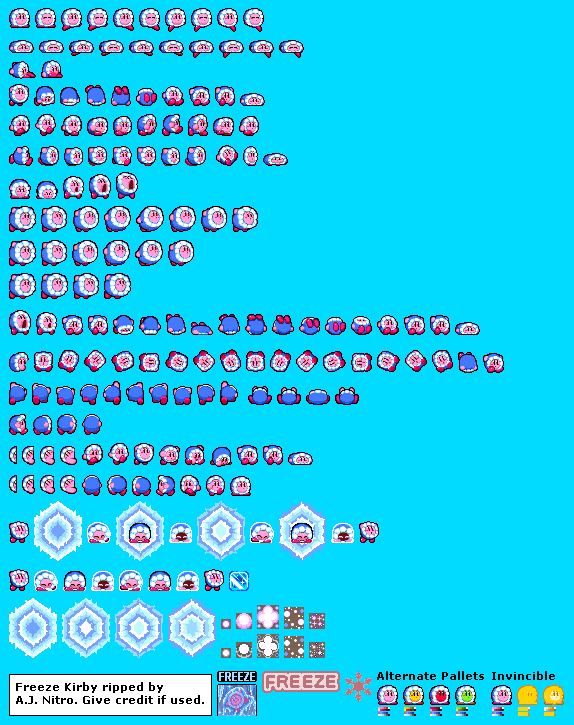 FREEZE
FREEZE
Alternate Pallets Invincible
Freeze Kirby ripped by
A.J. Nitro. Give credit if used.